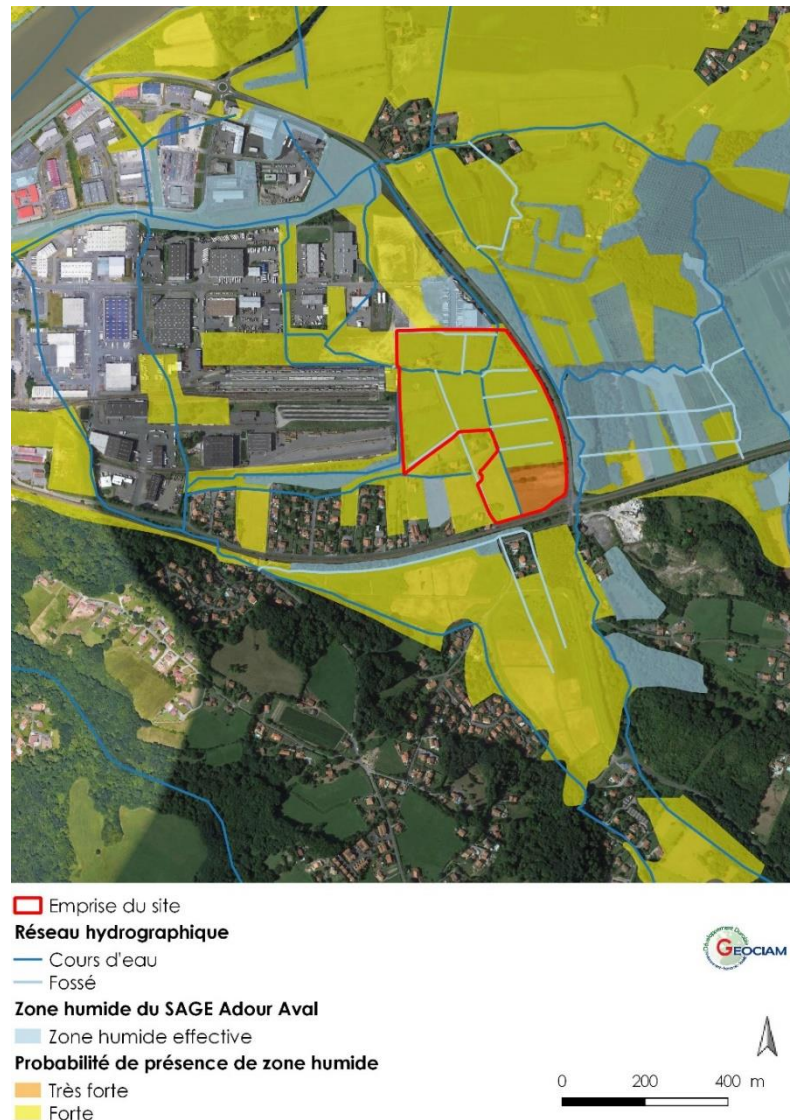 Emprise du site
Réseau hydrographique
Cours d'eau
Fossé
Zone humide du SAGE Adour Aval
Zone humide effective
Probabilité de présence de zone humide
Très forte
Forte
GEOCIAM
0 200 400 m